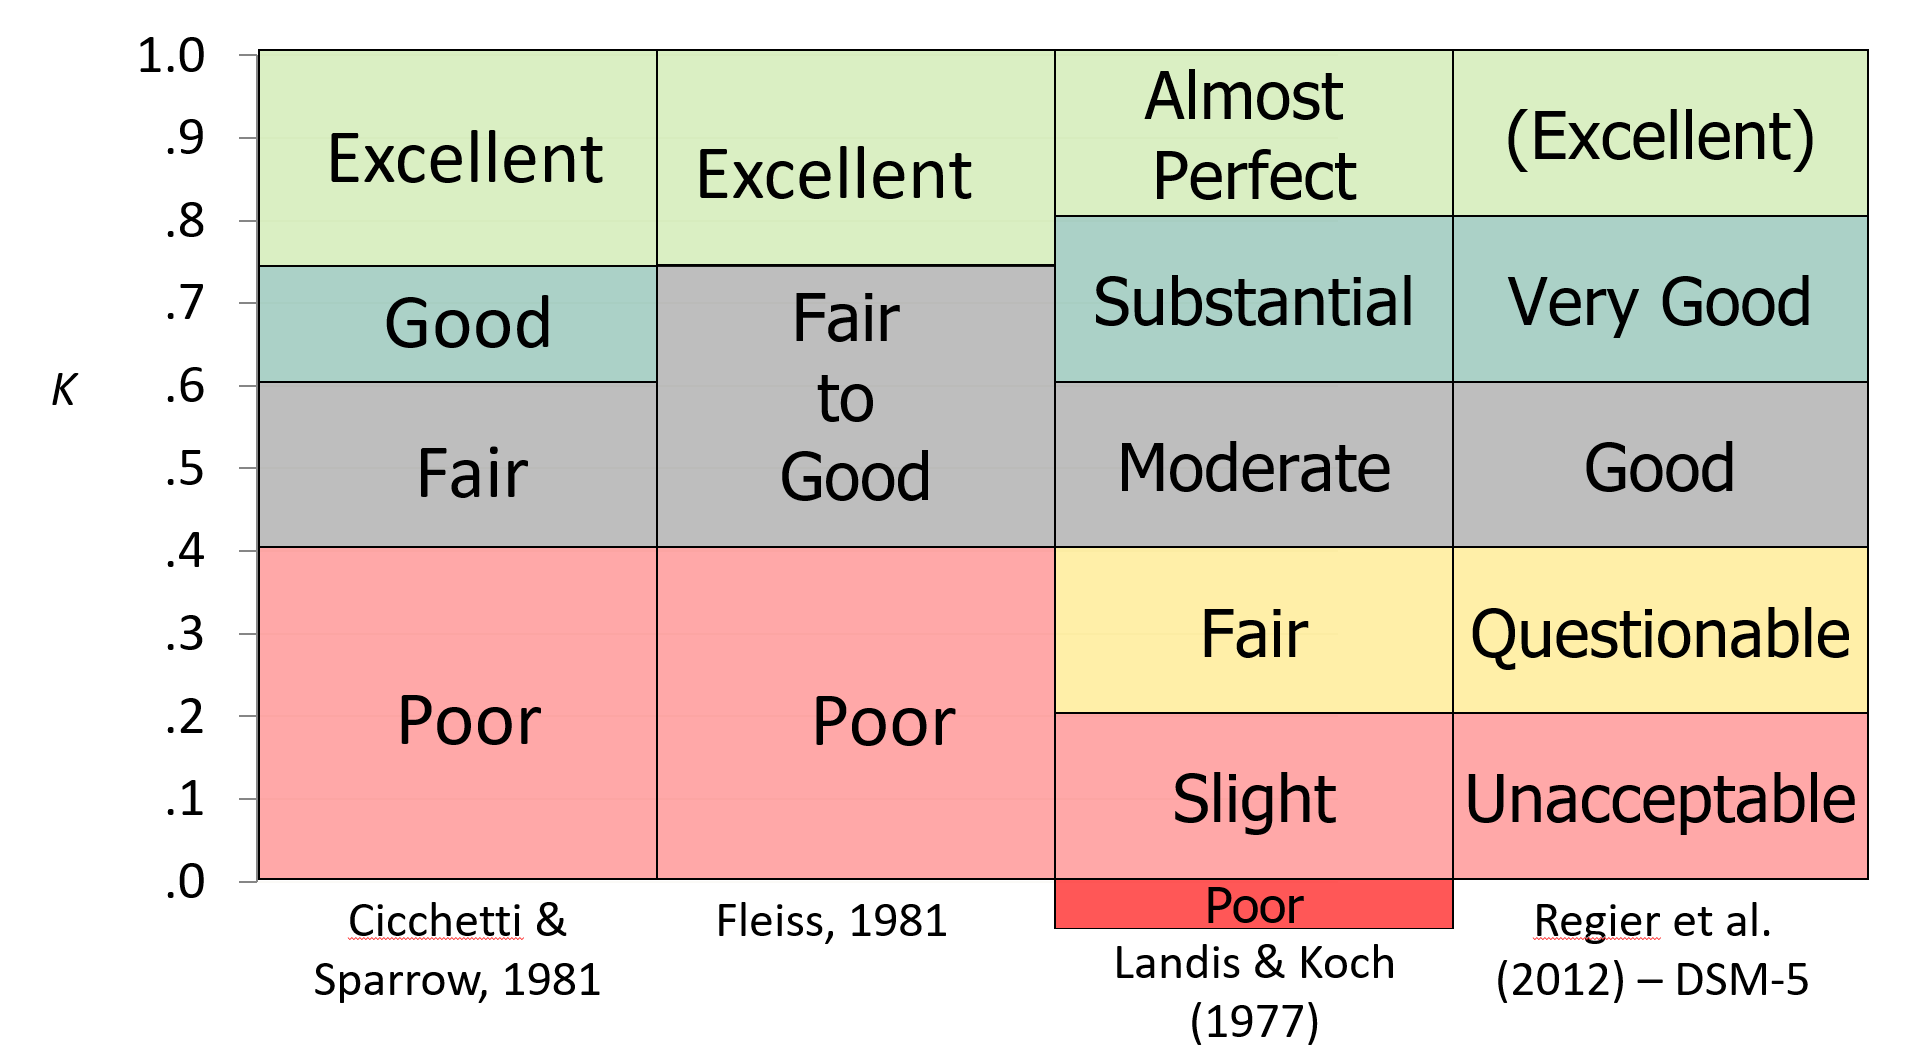 1.0
.9
.8
.7
.6
.5
.4
.3
.2
.1
.0
K
Excellent
Good
Fair
Poor
Cicchetti &
Sparrow, 1981
Excellent
Fair
to
Good
Poor
Fleiss, 1981
Almost
Perfect
Substantial
Moderate
Fair
Slight
Poor
Landis & Koch
(1977)
(Excellent)
Very Good
Good
Questionable
Unacceptable
Regier et al.
(2012) – DSM-5